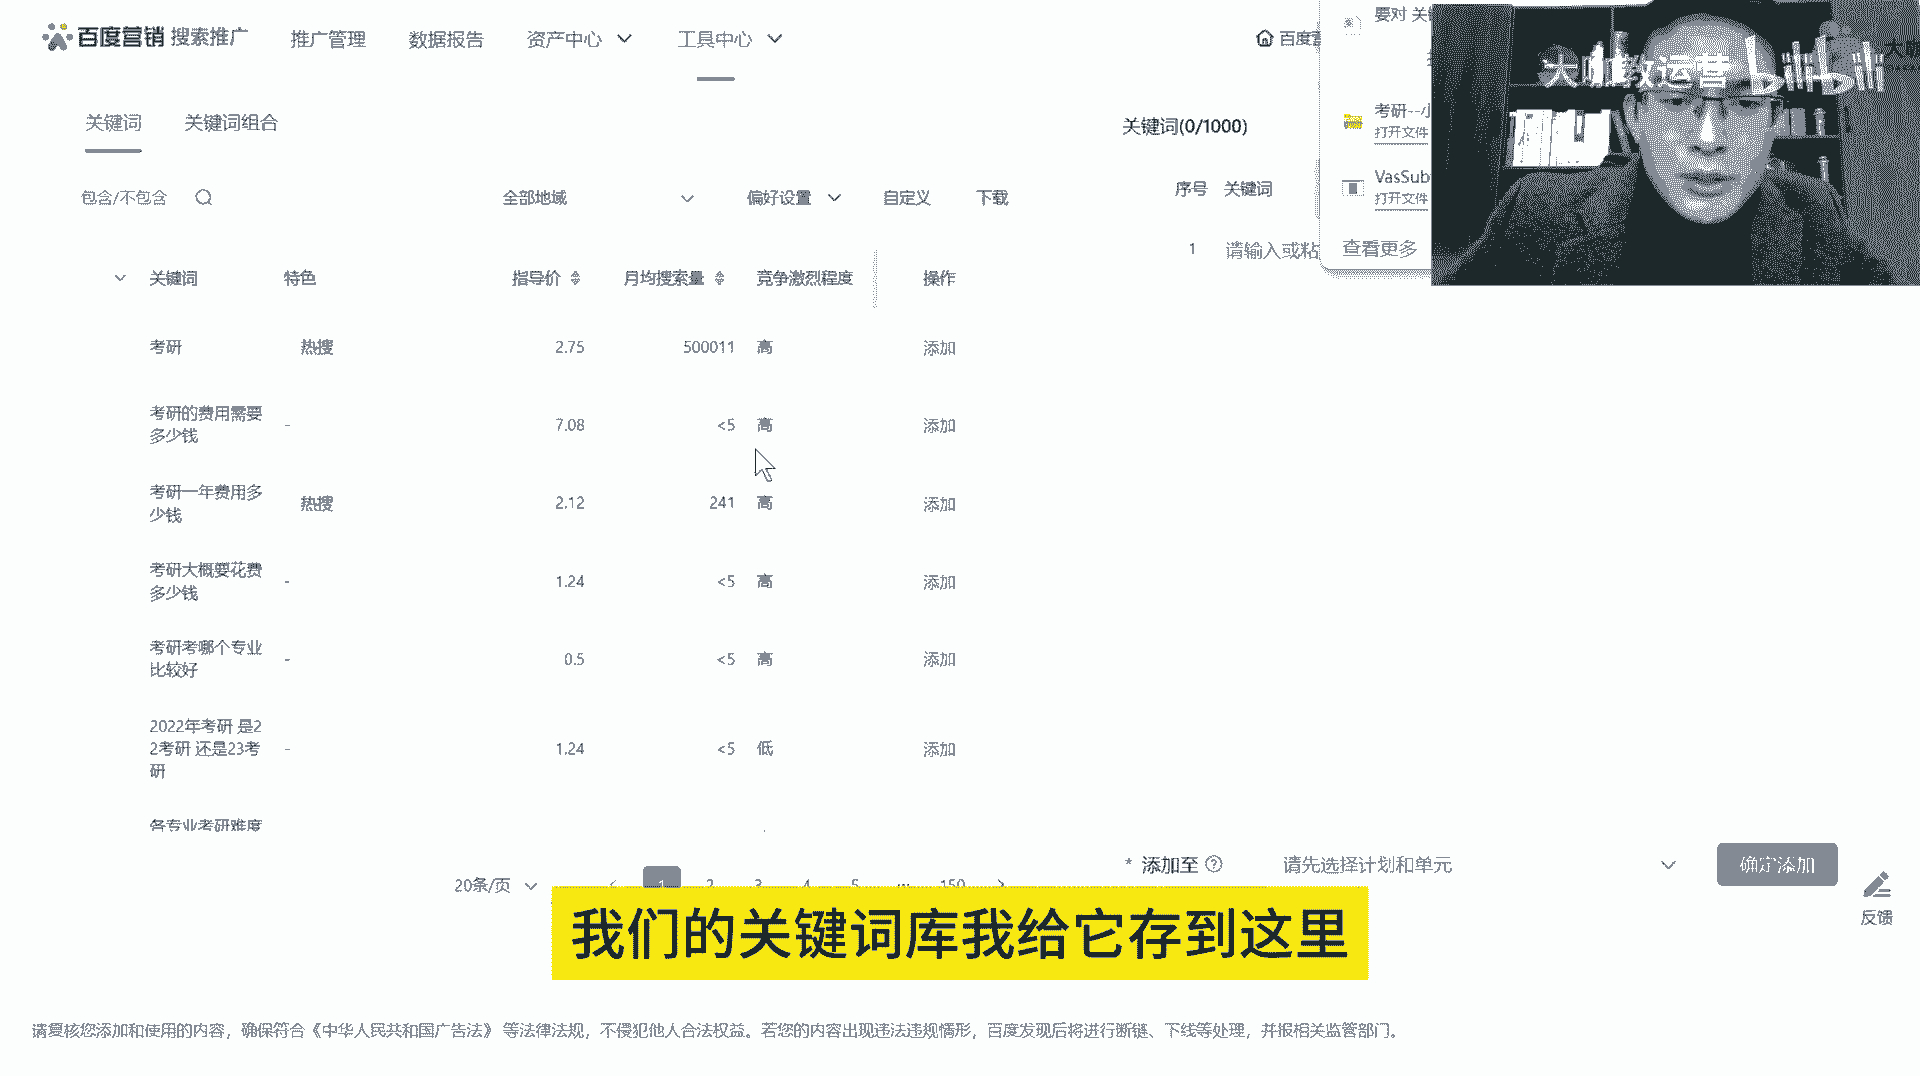 百度营销 搜索推广
推广管理
数据报告
资产中心
工具中心
百度营
要对 关键
大咖教运营 bilibili
关键词
关键词组合
关键词(0/1000)
考研--小
打开文件
VasSub
打开文件
包含/不包含
全部地域
偏好设置
自定义
下载
序号 关键词
1 请输入或粘
查看更多
关键词 特色 指导价 月均搜索量 竞争激烈程度 操作
考研 热搜 2.75 500011 高 添加
考研的费用需要
多少钱
- 7.08 <5 高 添加
考研一年费用多
少钱
热搜 2.12 241 高 添加
考研大概要花费
多少钱
- 1.24 <5 高 添加
考研考哪个专业
比较好
- 0.5 <5 高 添加
2022年考研 是2
2考研 还是23考
研
- 1.24 <5 低 添加
各专业考研难度
* 添加至 请先选择计划和单元
确定添加
反馈
20条/页 1 2 3 4 5 ... 150
我们的关键词库我给它存到这里
请复核您添加和使用的内容，确保符合《中华人民共和国广告法》 等法律法规，不侵犯他人合法权益。若您的内容出现违法违规情形，百度发现后将进行断链、下线等处理，并报相关监管部门。